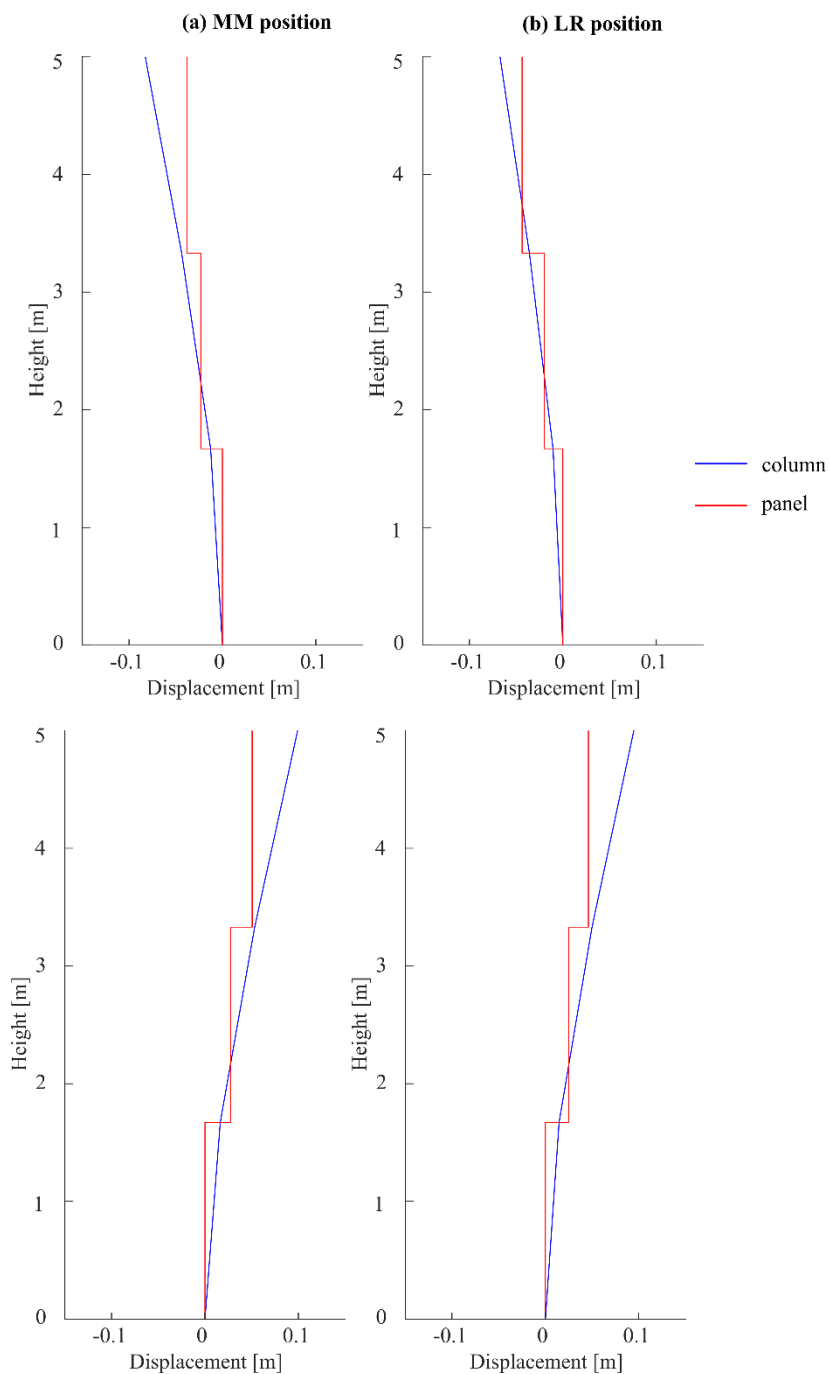 (a) MM position
(b) LR position
5
4
3
2
1
0
Height [m]
-0.1 0 0.1
Displacement [m]
5
4
3
2
1
0
Height [m]
-0.1 0 0.1
Displacement [m]
column
panel
5
4
3
2
1
0
Height [m]
-0.1 0 0.1
Displacement [m]
5
4
3
2
1
0
Height [m]
-0.1 0 0.1
Displacement [m]